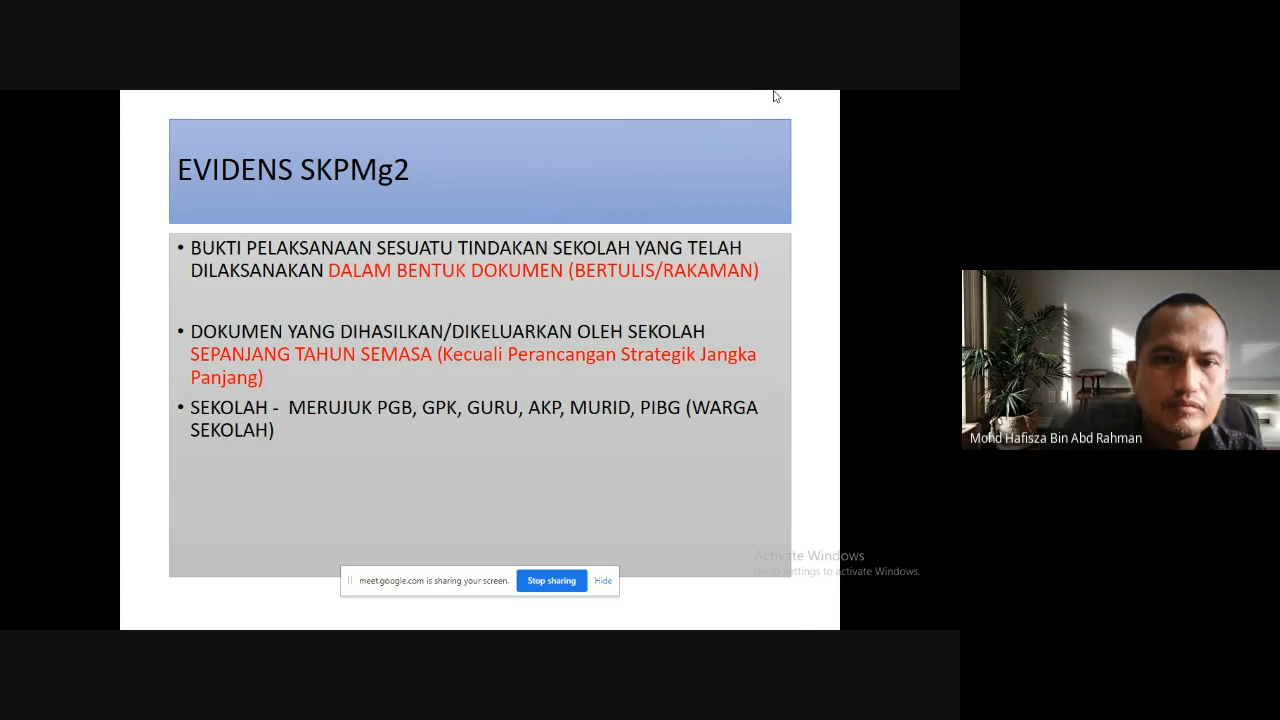 EVIDENS SKPMg2
• BUKTI PELAKSANAAN SESUATU TINDAKAN SEKOLAH YANG TELAH
DILAKSANAKAN DALAM BENTUK DOKUMEN (BERTULIS/RAKAMAN)
• DOKUMEN YANG DIHASILKAN/DIKELUARKAN OLEH SEKOLAH
SEPANJANG TAHUN SEMASA (Kecuali Perancangan Strategik Jangka
Panjang)
• SEKOLAH - MERUJUK PGB, GPK, GURU, AKP, MURID, PIBG (WARGA
SEKOLAH)
Mohd Hafisza Bin Abd Rahman
Activate Windows
Go to Settings to activate Windows.
meet.google.com is sharing your screen. Stop sharing Hide